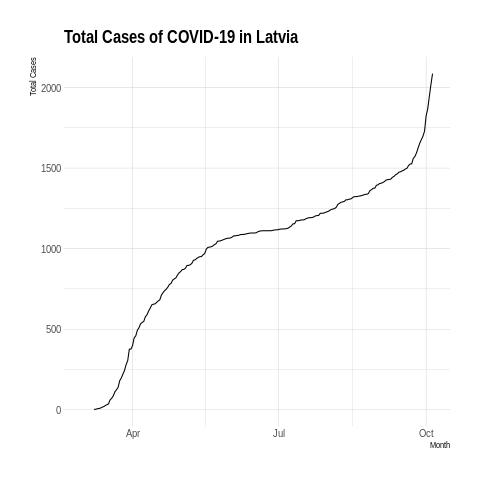 Total Cases of COVID-19 in Latvia
Total Cases
2000
1500
1000
500
0
Apr
Jul
Oct
Month